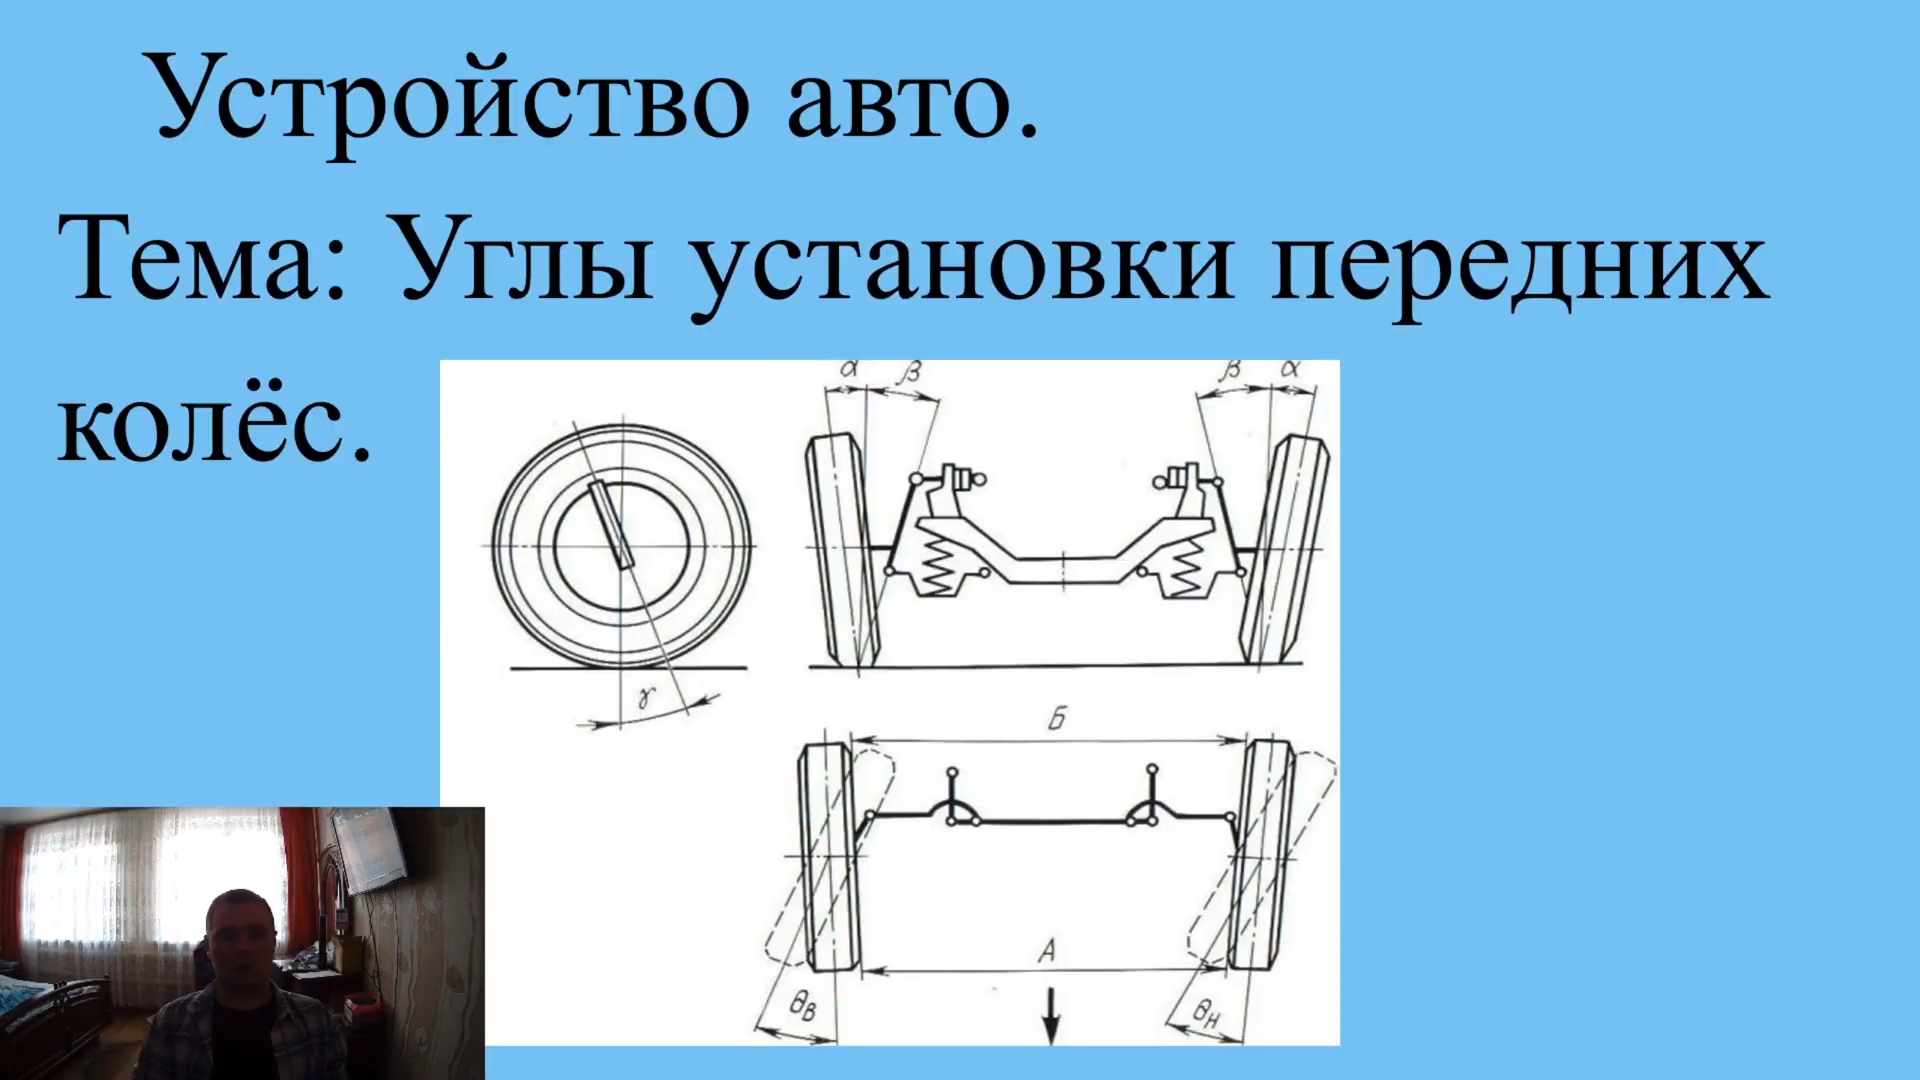 Устройство авто.
Тема: Углы установки передних
колёс.
α β β α
γ
Б
А
θв θн